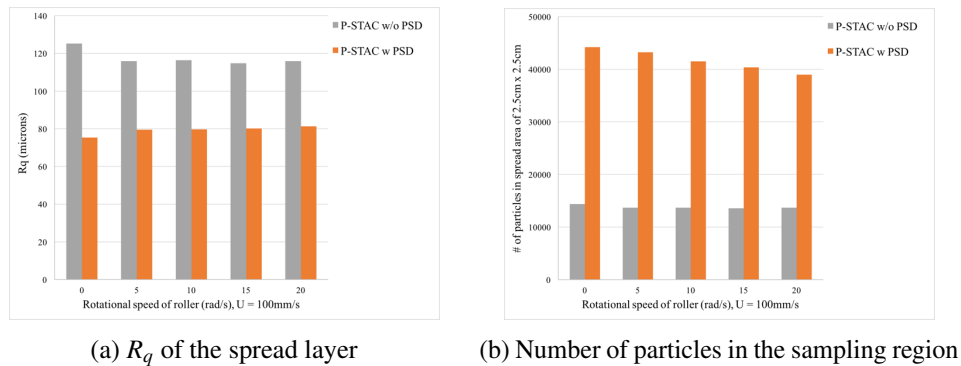 140
120
100
80
60
40
20
0
Rq (microns)
0 5 10 15 20
Rotational speed of roller (rad/s), U = 100mm/s
P-STAC w/o PSD
P-STAC w PSD
(a) Rq of the spread layer
50000
40000
30000
20000
10000
0
# of particles in spread area of 2.5cm x 2.5cm
0 5 10 15 20
Rotational speed of roller (rad/s), U = 100mm/s
P-STAC w/o PSD
P-STAC w PSD
(b) Number of particles in the sampling region